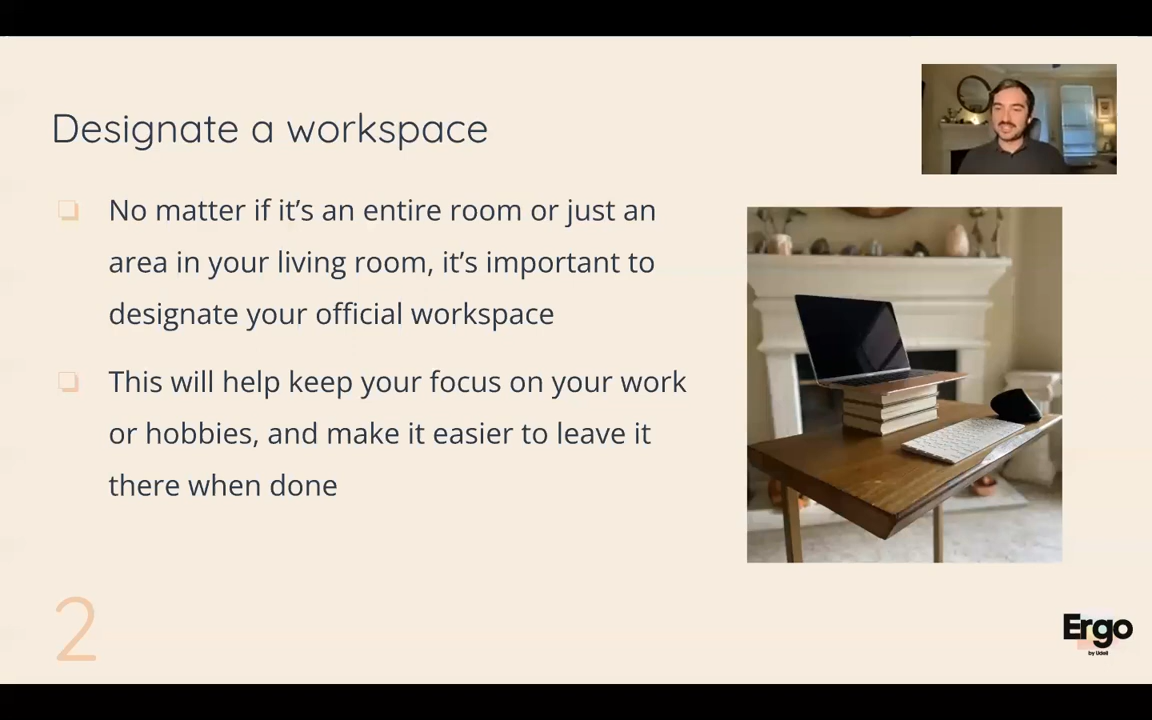 Designate a workspace
No matter if it’s an entire room or just an
area in your living room, it’s important to
designate your official workspace
This will help keep your focus on your work
or hobbies, and make it easier to leave it
there when done
2
Ergo
by Udeli